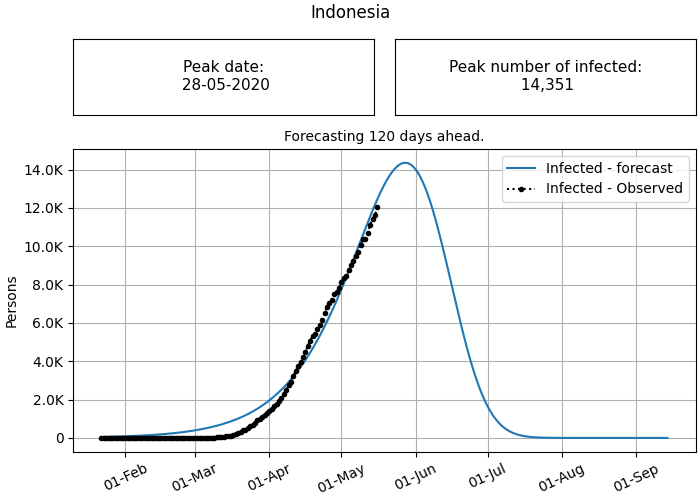 Indonesia
Peak date:
28-05-2020
Peak number of infected:
14,351
Forecasting 120 days ahead.
Infected - forecast
Infected - Observed
Persons
14.0K
12.0K
10.0K
8.0K
6.0K
4.0K
2.0K
0
01-Feb
01-Mar
01-Apr
01-May
01-Jun
01-Jul
01-Aug
01-Sep